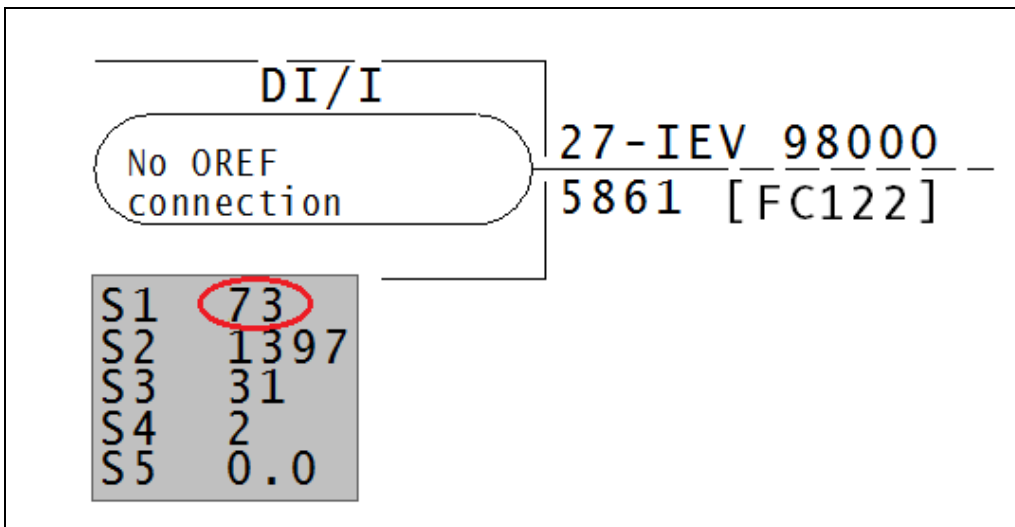 DI/I
No OREF
connection
27-IEV 98000
5861 [FC122]
S1 73
S2 1397
S3 31
S4 2
S5 0.0